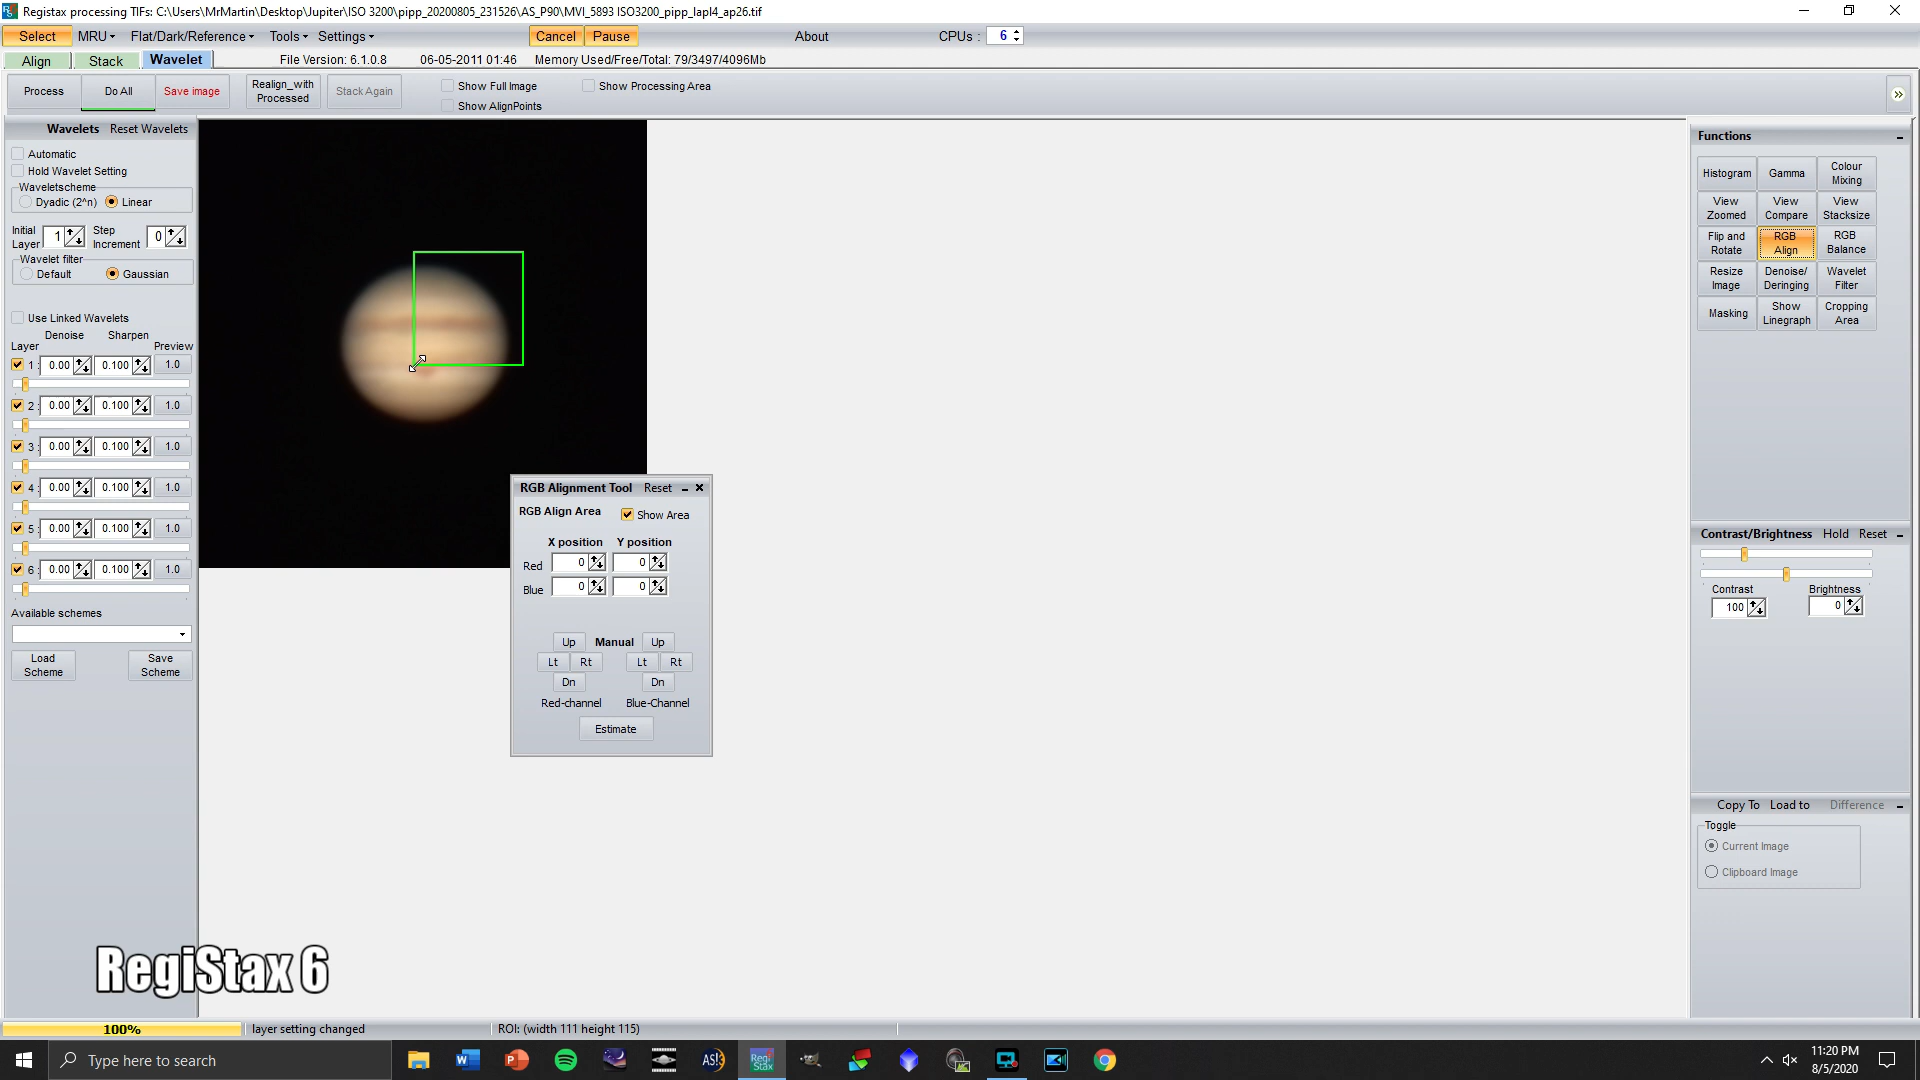 Registax processing TIFs: C:\Users\MrMartin\Desktop\Jupiter\ISO 3200\pipp_20200805_231526\AS_P90\MVI_5893 ISO3200_pipp_lapl4_ap26.tif
Select MRU Flat/Dark/Reference Tools Settings Cancel Pause About CPUs : 6
Align Stack Wavelet File Version: 6.1.0.8 06-05-2011 01:46 Memory Used/Free/Total: 79/3497/4096Mb
Process Do All Save image Realign_with Processed Stack Again Show Full Image Show Processing Area
Show AlignPoints
Wavelets Reset Wavelets
Automatic
Hold Wavelet Setting
Waveletscheme
Dyadic (2^n) Linear
Initial Layer 1 Step Increment 0
Wavelet filter
Default Gaussian
Use Linked Wavelets
Denoise Sharpen
Layer Preview
1 : 0.00 0.100 1.0
2 : 0.00 0.100 1.0
3 : 0.00 0.100 1.0
4 : 0.00 0.100 1.0
5 : 0.00 0.100 1.0
6 : 0.00 0.100 1.0
Available schemes
Load Scheme Save Scheme
RGB Alignment Tool Reset
RGB Align Area Show Area
X position Y position
Red 0 0
Blue 0 0
Up Manual Up
Lt Rt Lt Rt
Dn Dn
Red-channel Blue-Channel
Estimate
Functions
Histogram Gamma Colour Mixing
View Zoomed View Compare View Stacksize
Flip and Rotate RGB Align RGB Balance
Resize Image Denoise/ Deringing Wavelet Filter
Masking Show Linegraph Cropping Area
Contrast/Brightness Hold Reset
Contrast Brightness
100 0
Copy To Load to Difference
Toggle
Current Image
Clipboard Image
RegiStax 6
100% layer setting changed ROI: (width 111 height 115)
Type here to search
AS!3
Regi Stax
11:20 PM
8/5/2020